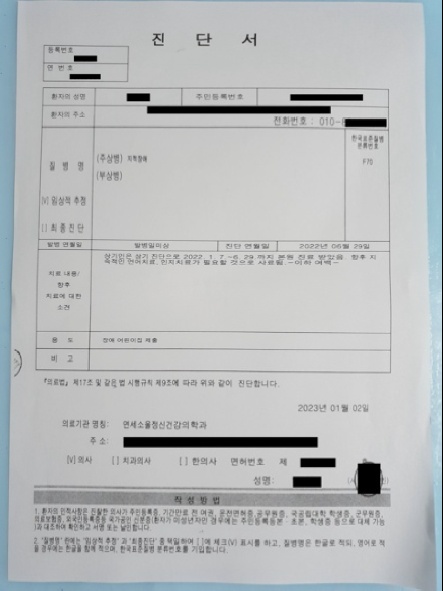 진 단 서
등록번호
연 번 호
환자의 성명 주민등록번호
환자의 주소
전화번호 : 010-
질 병 명
(주상병) 지적장애
(부상병)
한국표준질병
분류번호
F70
[V] 임상적 추정
[ ] 최 종 진 단
발병 연월일 발병일미상 진단 연월일 2022년 06월 29일
치료 내용/
향후
치료에 대한
소견
상기인은 상기 진단으로 2022. 1. 7.-6. 29 까지 본원 진료 받았음. 향후 지
속적인 언어치료, 인지치료가 필요할 것으로 사료됨. -이하 여백-
용 도 장애 어린이집 제출
비 고
『의료법』 제17조 및 같은 법 시행규칙 제9조에 따라 위와 같이 진단합니다.
2023년 01월 02일
의료기관 명칭: 연세소울정신건강의학과
주 소:
[V]의사 [ ] 치과의사 [ ] 한의사 면허번호 제
성명:
작 성 방 법
1. 환자의 인적사항은 진찰한 의사가 주민등록증, 기간만료 전 여권, 운전면허증, 공무원증, 국공립대학 학생증, 군무원증,
의료보험증, 외국인등록증등 국가공인 신분증(환자가 미성년자인 경우에는 주민등록등본·초본, 학생증 등으로 대체 가능
)과 대조하여 확인하고 서명 또는 날인합니다.
2. "질병명" 란에는 "임상적 추정" 과 "최종진단" 중 택일하여 [ ]에 체크(V) 표시를 하고, 질병명은 한글로 적되, 영어로 적
을 경우에는 한글을 함께 적으며, 한국표준질병 분류번호를 기입합니다.